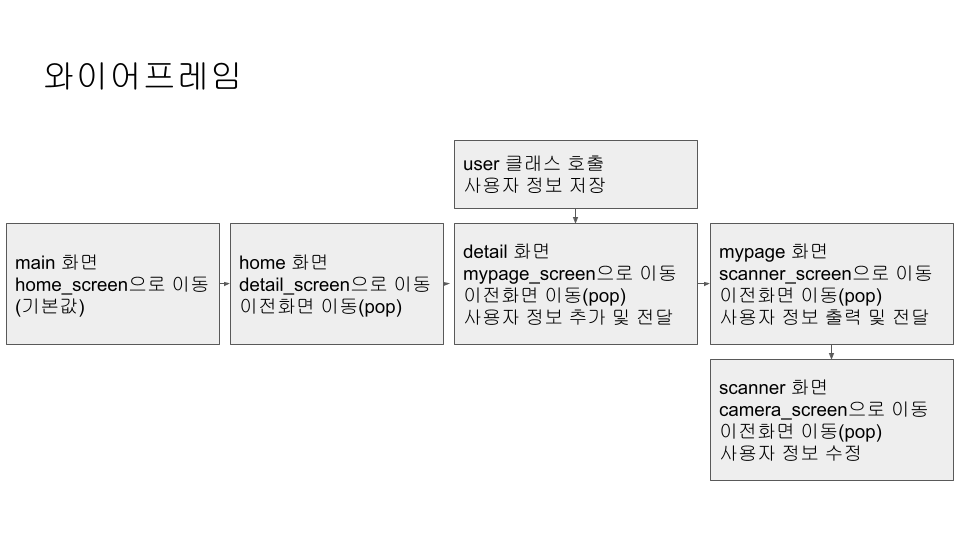 와이어프레임
user 클래스 호출
사용자 정보 저장
main 화면
home_screen으로 이동
(기본값)
home 화면
detail_screen으로 이동
이전화면 이동(pop)
detail 화면
mypage_screen으로 이동
이전화면 이동(pop)
사용자 정보 추가 및 전달
mypage 화면
scanner_screen으로 이동
이전화면 이동(pop)
사용자 정보 출력 및 전달
scanner 화면
camera_screen으로 이동
이전화면 이동(pop)
사용자 정보 수정